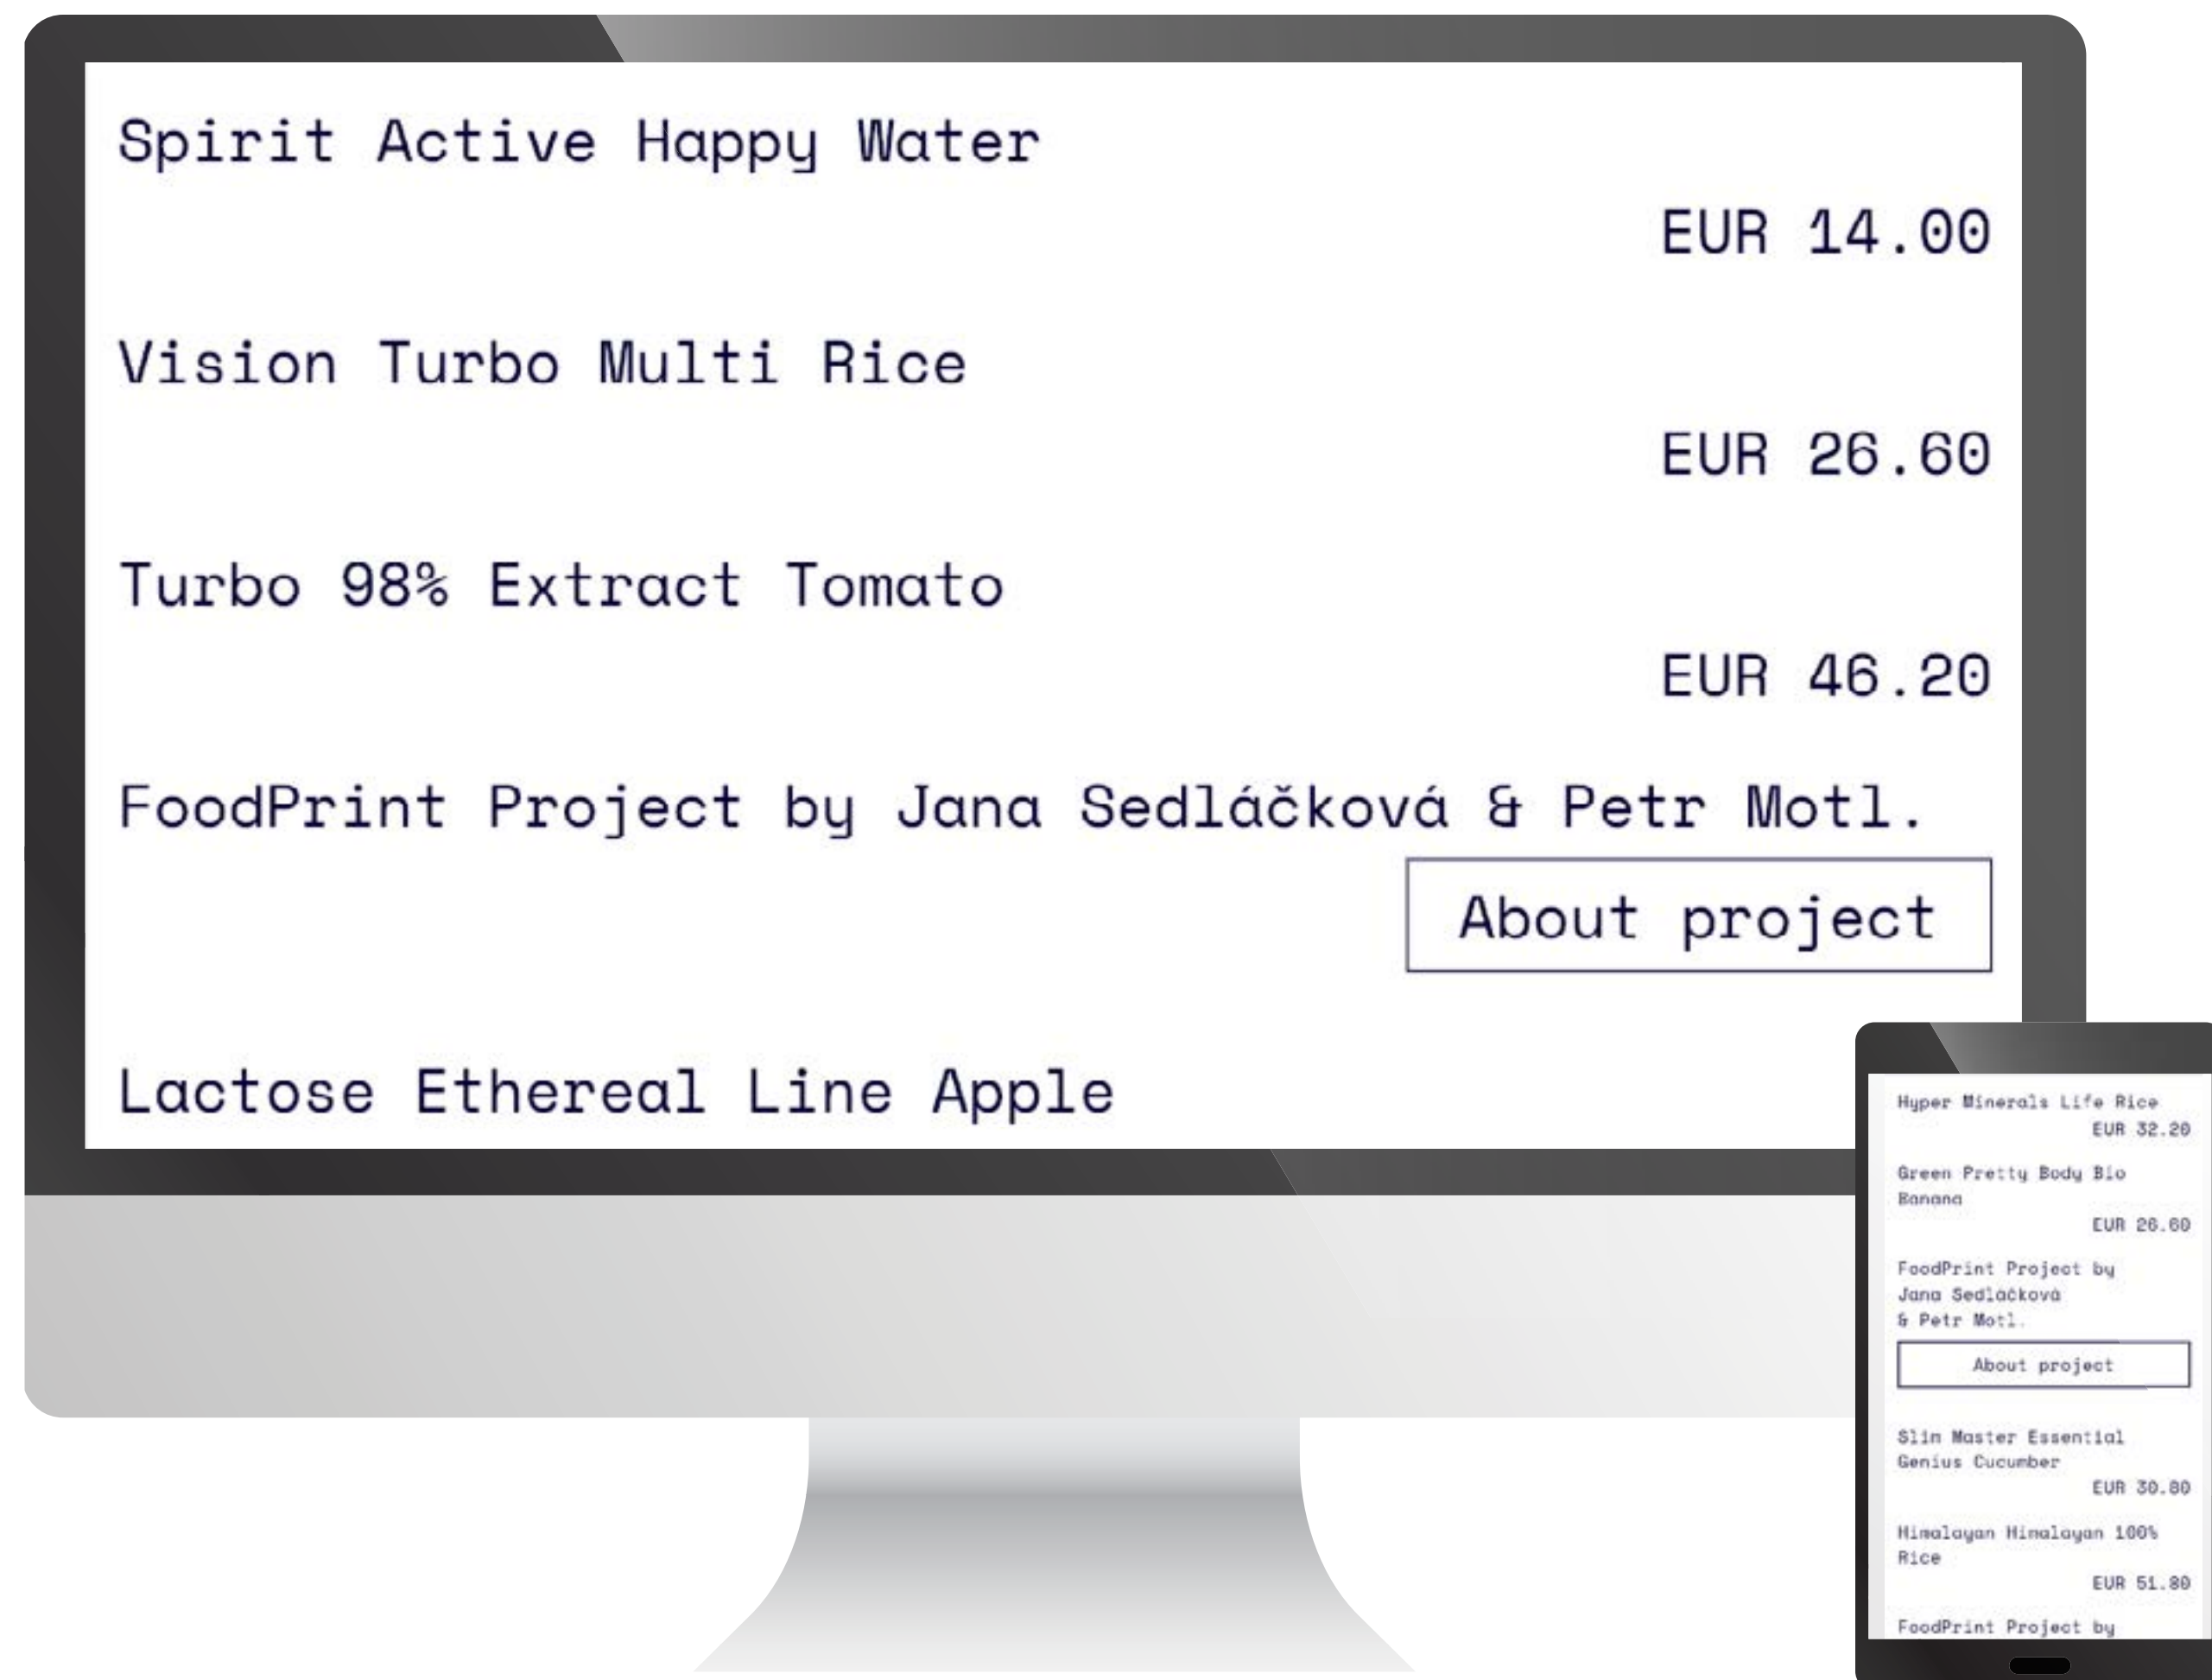 Spirit Active Happy Water
EUR 14.00
Vision Turbo Multi Rice
EUR 26.60
Turbo 98% Extract Tomato
EUR 46.20
FoodPrint Project by Jana Sedláčková & Petr Motl.
About project
Lactose Ethereal Line Apple
Hyper Minerals Life Rice
EUR 32.20
Green Pretty Body Bio
Banana
EUR 26.60
FoodPrint Project by
Jana Sedláčková
& Petr Motl.
About project
Slim Master Essential
Genius Cucumber
EUR 30.80
Himalayan Himalayan 100%
Rice
EUR 51.80
FoodPrint Project by